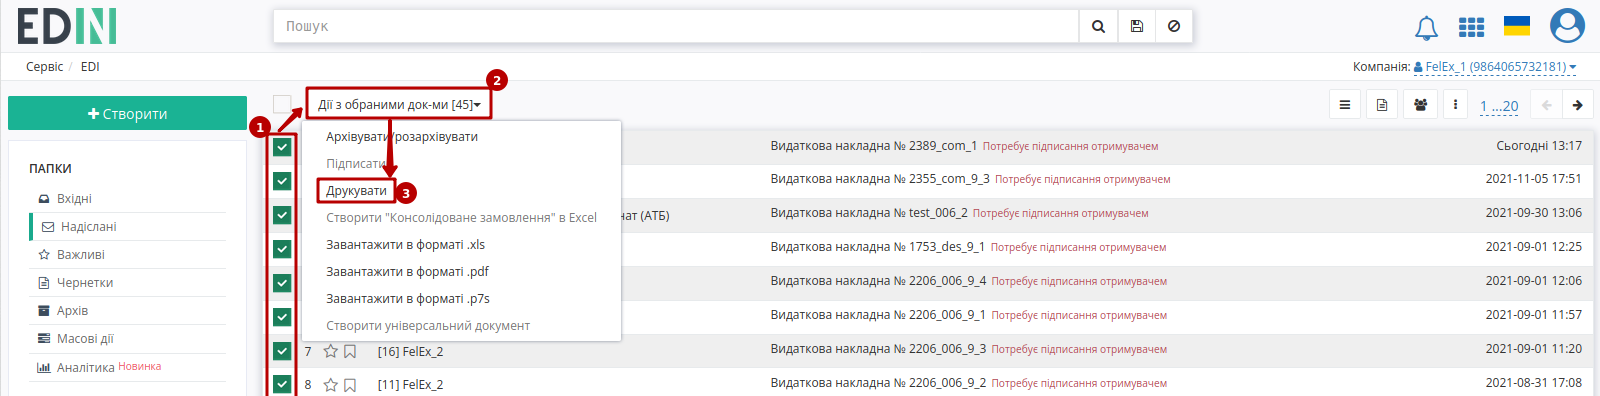 EDIN
Пошук
Сервіс / EDI
Компанія: FelEx_1 (9864065732181)
2
Створити
Дії з обраними док-ми [45]
1 ...20
1
Архівувати/розархівувати
Підписати
Друкувати
3
Створити "Консолідоване замовлення" в Excel
Завантажити в форматі .xls
Завантажити в форматі .pdf
Завантажити в форматі .p7s
Створити універсальний документ
ПАПКИ
Вхідні
Надіслані
Важливі
Чернетки
Архів
Масові дії
Аналітика Новинка
Видаткова накладна № 2389_com_1 Потребує підписання отримувачем Сьогодні 13:17
Видаткова накладна № 2355_com_9_3 Потребує підписання отримувачем 2021-11-05 17:51
нат (АТБ) Видаткова накладна № test_006_2 Потребує підписання отримувачем 2021-09-30 13:06
Видаткова накладна № 1753_des_9_1 Потребує підписання отримувачем 2021-09-01 12:25
Видаткова накладна № 2206_006_9_4 Потребує підписання отримувачем 2021-09-01 12:06
Видаткова накладна № 2206_006_9_1 Потребує підписання отримувачем 2021-09-01 11:57
7 [16] FelEx_2 Видаткова накладна № 2206_006_9_3 Потребує підписання отримувачем 2021-09-01 11:20
8 [11] FelEx_2 Видаткова накладна № 2206_006_9_2 Потребує підписання отримувачем 2021-08-31 17:08